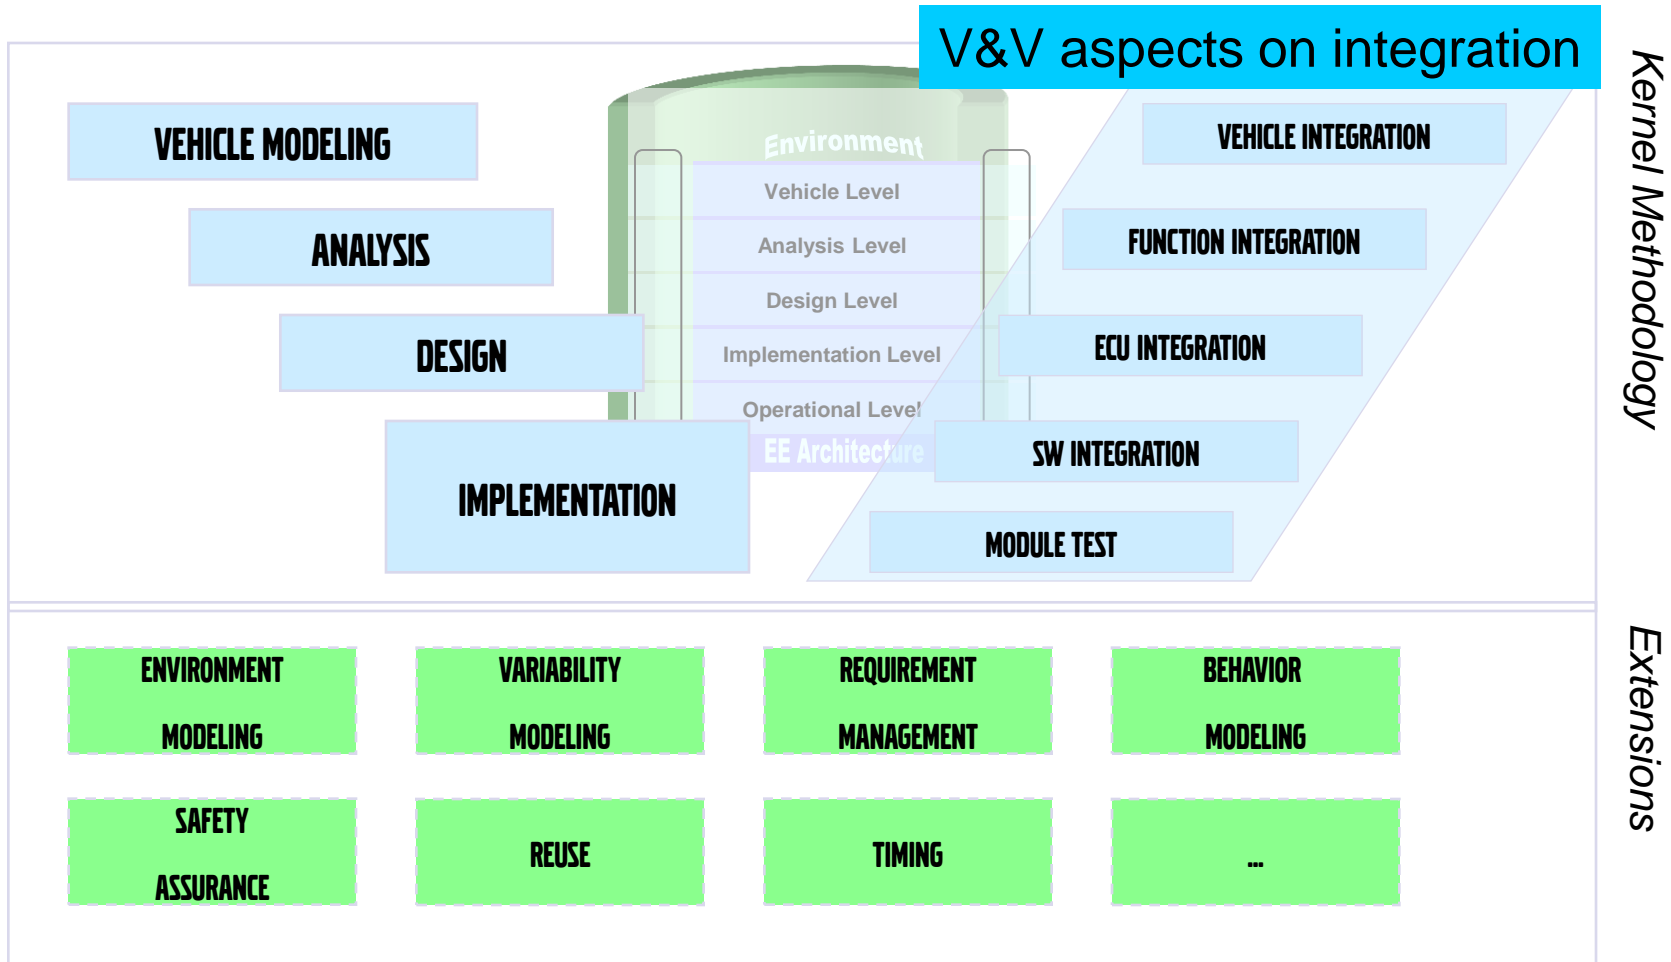 V&V aspects on integration
Kernel Methodology
VEHICLE MODELING
ANALYSIS
DESIGN
IMPLEMENTATION
Environment
Vehicle Level
Analysis Level
Design Level
Implementation Level
Operational Level
EE Architecture
VEHICLE INTEGRATION
FUNCTION INTEGRATION
ECU INTEGRATION
SW INTEGRATION
MODULE TEST
Extensions
ENVIRONMENT
MODELING
VARIABILITY
MODELING
REQUIREMENT
MANAGEMENT
BEHAVIOR
MODELING
SAFETY
ASSURANCE
REUSE
TIMING
...